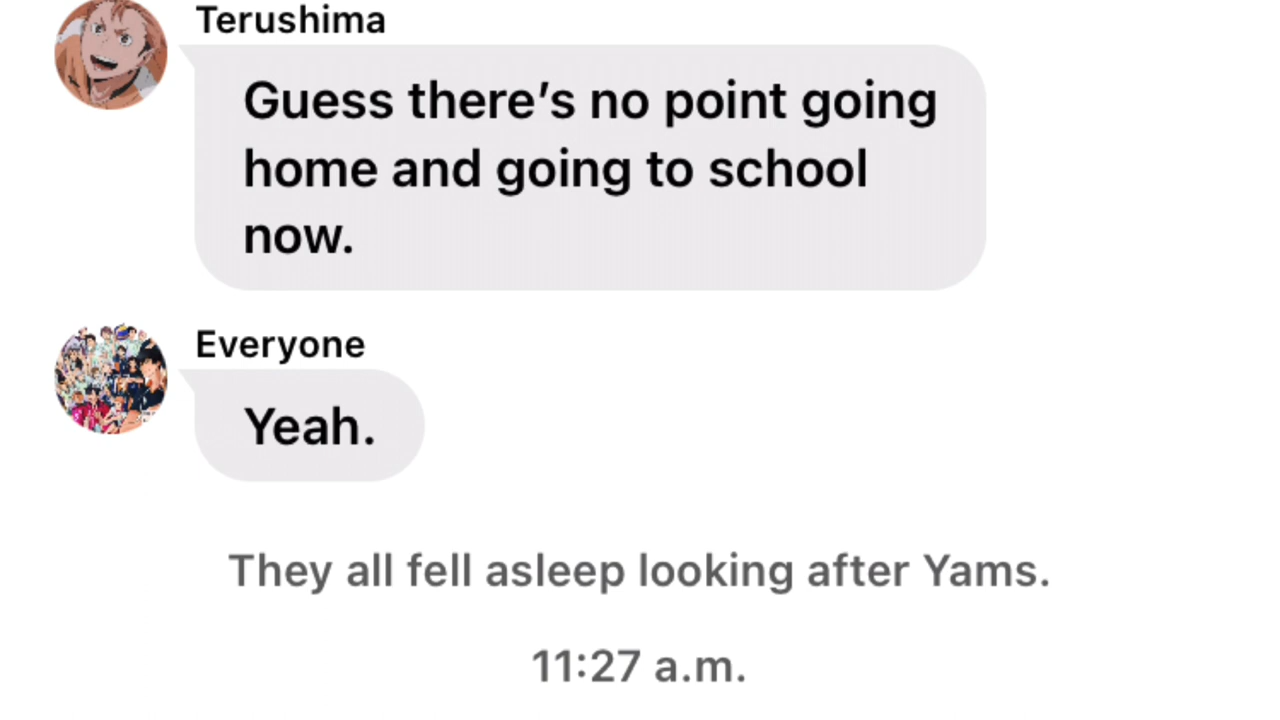 Terushima
Guess there’s no point going
home and going to school
now.
Everyone
Yeah.
They all fell asleep looking after Yams.
11:27 a.m.